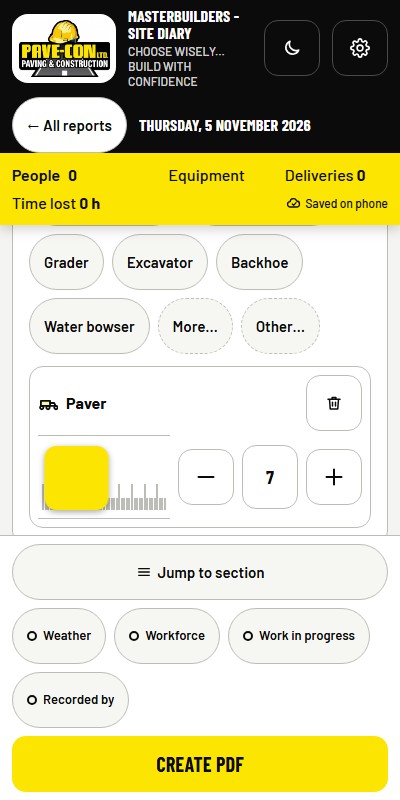 PAVE-CON LTD.
PAVING & CONSTRUCTION
MASTERBUILDERS -
SITE DIARY
CHOOSE WISELY...
BUILD WITH
CONFIDENCE
← All reports
THURSDAY, 5 NOVEMBER 2026
People 0
Equipment
Deliveries 0
Time lost 0 h
Saved on phone
Grader
Excavator
Backhoe
Water bowser
More...
Other...
Paver
7
Jump to section
Weather
Workforce
Work in progress
Recorded by
CREATE PDF